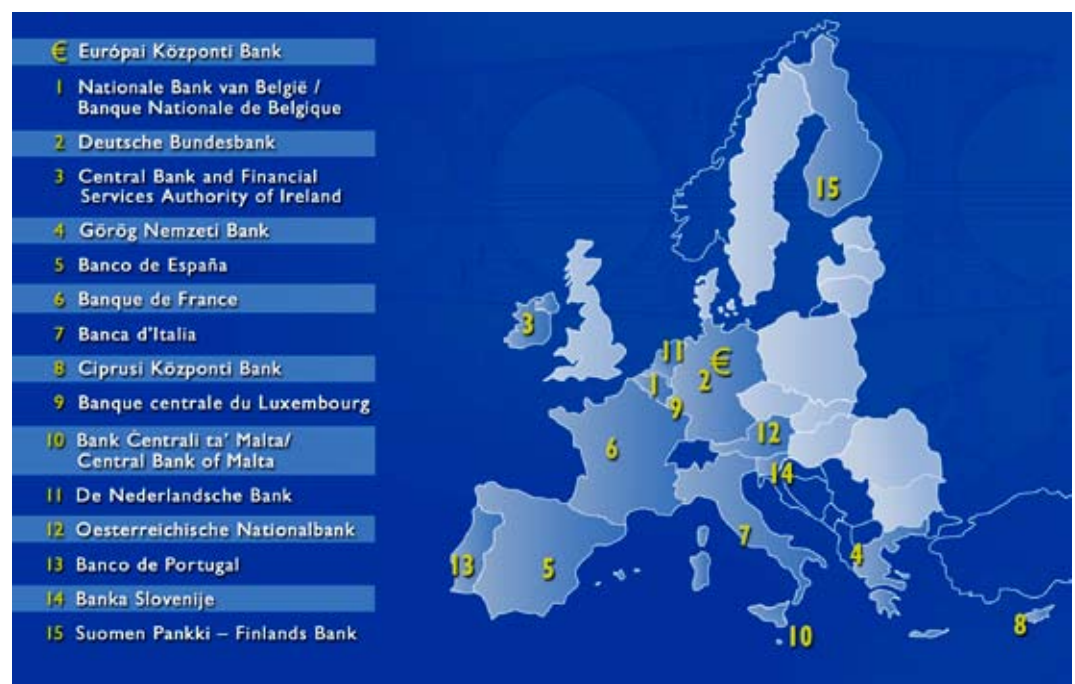 € Európai Központi Bank
1 Nationale Bank van België /
Banque Nationale de Belgique
2 Deutsche Bundesbank
3 Central Bank and Financial
Services Authority of Ireland
4 Görög Nemzeti Bank
5 Banco de España
6 Banque de France
7 Banca d'Italia
8 Ciprusi Központi Bank
9 Banque centrale du Luxembourg
10 Bank Ċentrali ta' Malta/
Central Bank of Malta
11 De Nederlandsche Bank
12 Oesterreichische Nationalbank
13 Banco de Portugal
14 Banka Slovenije
15 Suomen Pankki – Finlands Bank
15
3
11
€
1
2
9
12
6
14
7
4
13
5
10
8